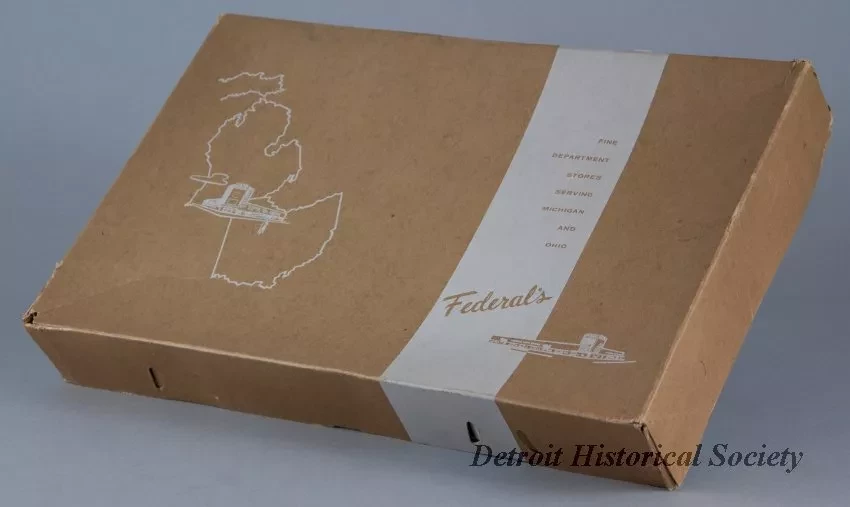 FINE
DEPARTMENT
STORES
SERVING
MICHIGAN
AND
OHIO
Federal's
Detroit Historical Society